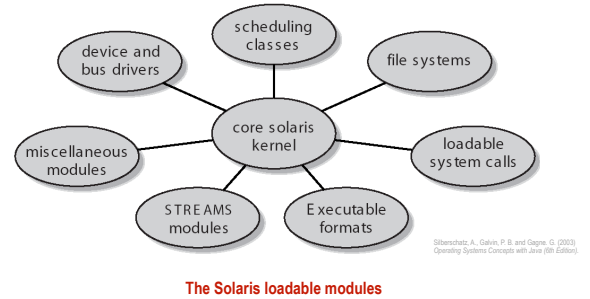 scheduling
classes
device and
bus drivers
file systems
core solaris
kernel
miscellaneous
modules
loadable
system calls
STREAMS
modules
Executable
formats
Silberschatz, A., Galvin, P. B. and Gagne. G. (2003)
Operating Systems Concepts with Java (6th Edition).
The Solaris loadable modules